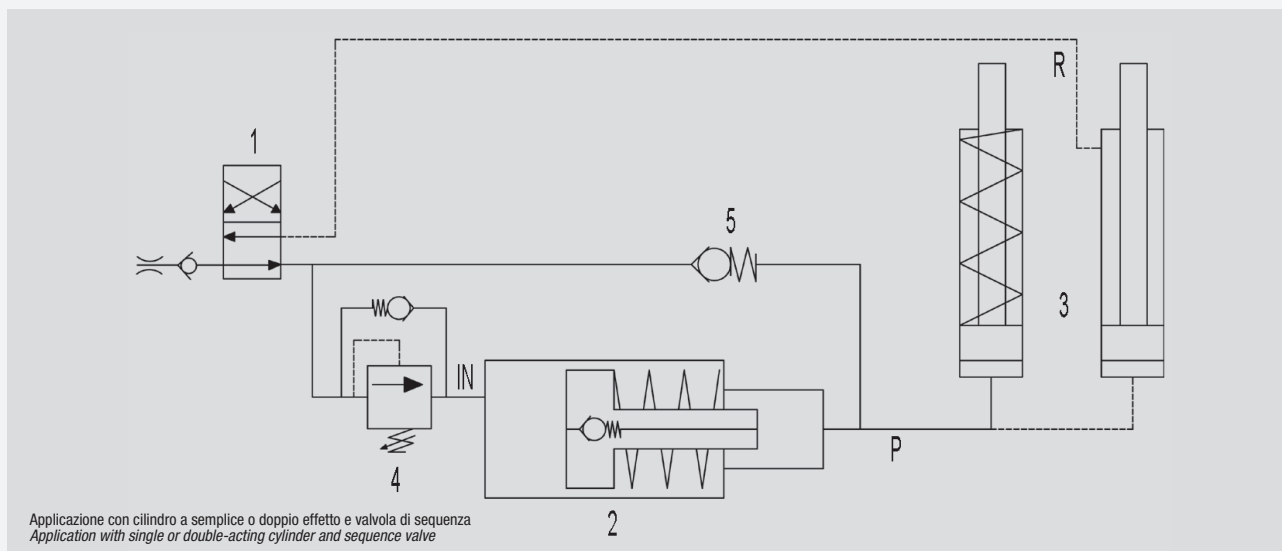 R
1
5
3
IN
4
P
2
Applicazione con cilindro a semplice o doppio effetto e valvola di sequenza
Application with single or double-acting cylinder and sequence valve